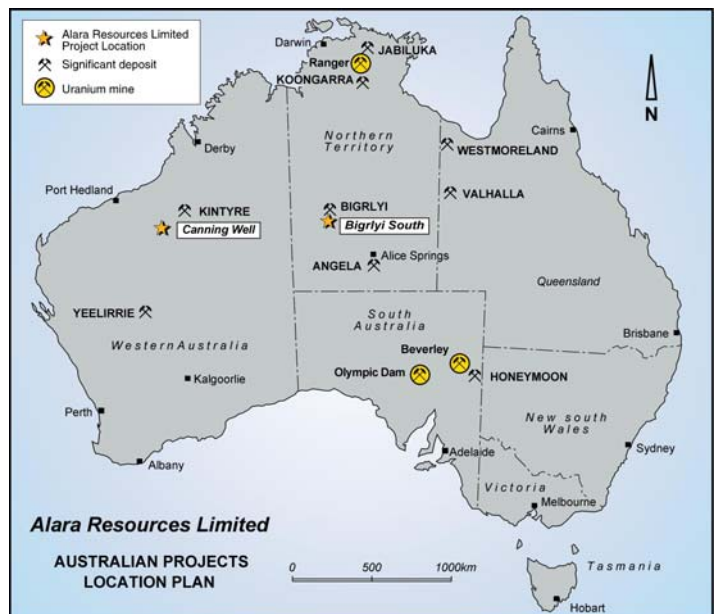 Alara Resources Limited
Project Location
Significant deposit
Uranium mine
Darwin
JABILUKA
Ranger
KOONGARRA
N
Cairns
Northern
Territory
WESTMORELAND
Derby
VALHALLA
Port Hedland
KINTYRE
BIGRLYI
Canning Well
Bigrlyi South
Alice Springs
ANGELA
Queensland
YEELIRRIE
South
Australia
Brisbane
Western Australia
Beverley
Olympic Dam
HONEYMOON
Kalgoorlie
Perth
New south
Wales
Sydney
Adelaide
Albany
Victoria
Melbourne
Alara Resources Limited
AUSTRALIAN PROJECTS
LOCATION PLAN
0 500 1000km
Tasmania
Hobart